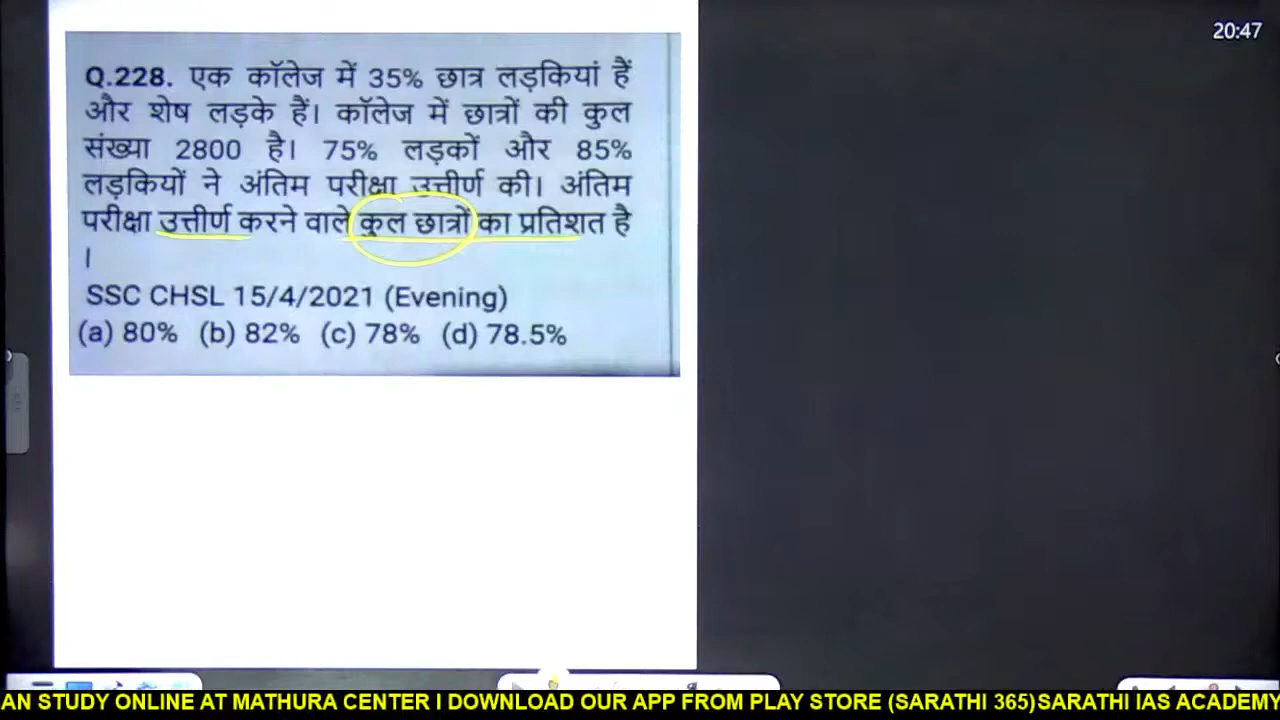 20:47
Q.228. एक कॉलेज में 35% छात्र लड़कियां हैं
और शेष लड़के हैं। कॉलेज में छात्रों की कुल
संख्या 2800 है। 75% लड़कों और 85%
लड़कियों ने अंतिम परीक्षा उत्तीर्ण की। अंतिम
परीक्षा उत्तीर्ण करने वाले कुल छात्रों का प्रतिशत है
।
SSC CHSL 15/4/2021 (Evening)
(a) 80% (b) 82% (c) 78% (d) 78.5%
AN STUDY ONLINE AT MATHURA CENTER I DOWNLOAD OUR APP FROM PLAY STORE (SARATHI 365)SARATHI IAS ACADEMY